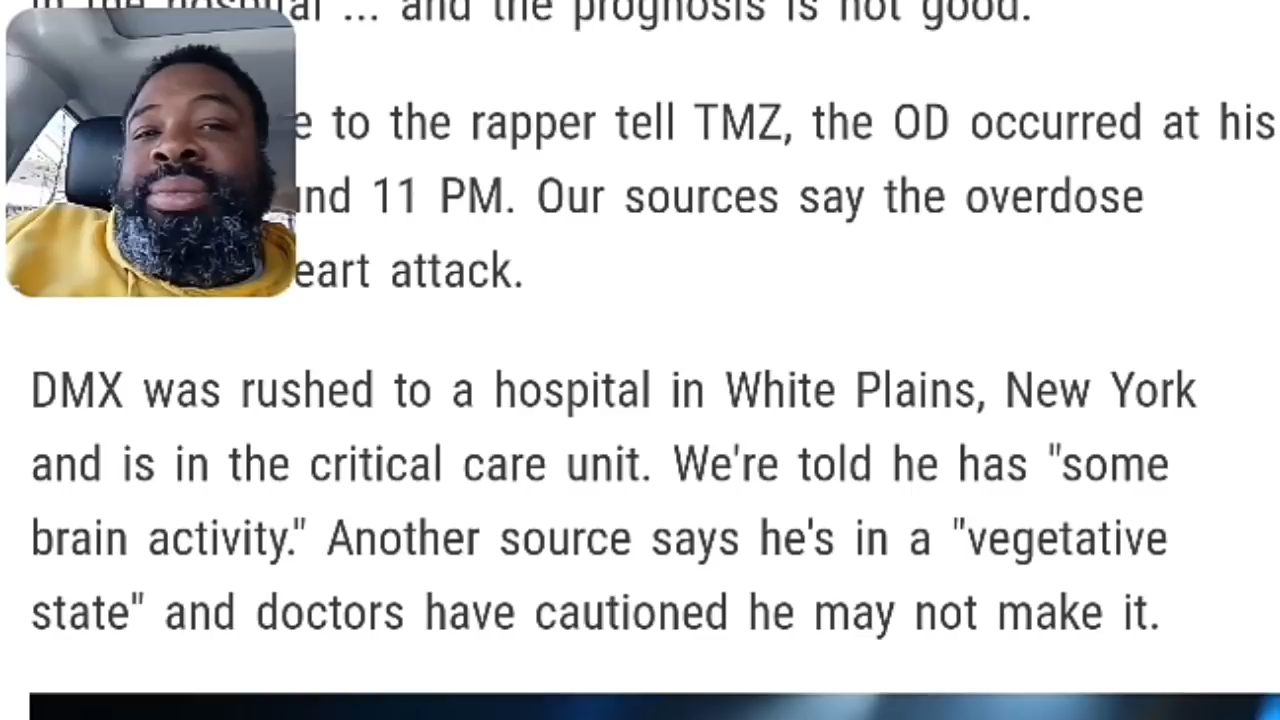 in the hospital ... and the prognosis is not good.
to the rapper tell TMZ, the OD occurred at his
11 PM. Our sources say the overdose
attack.
DMX was rushed to a hospital in White Plains, New York
and is in the critical care unit. We're told he has "some
brain activity." Another source says he's in a "vegetative
state" and doctors have cautioned he may not make it.